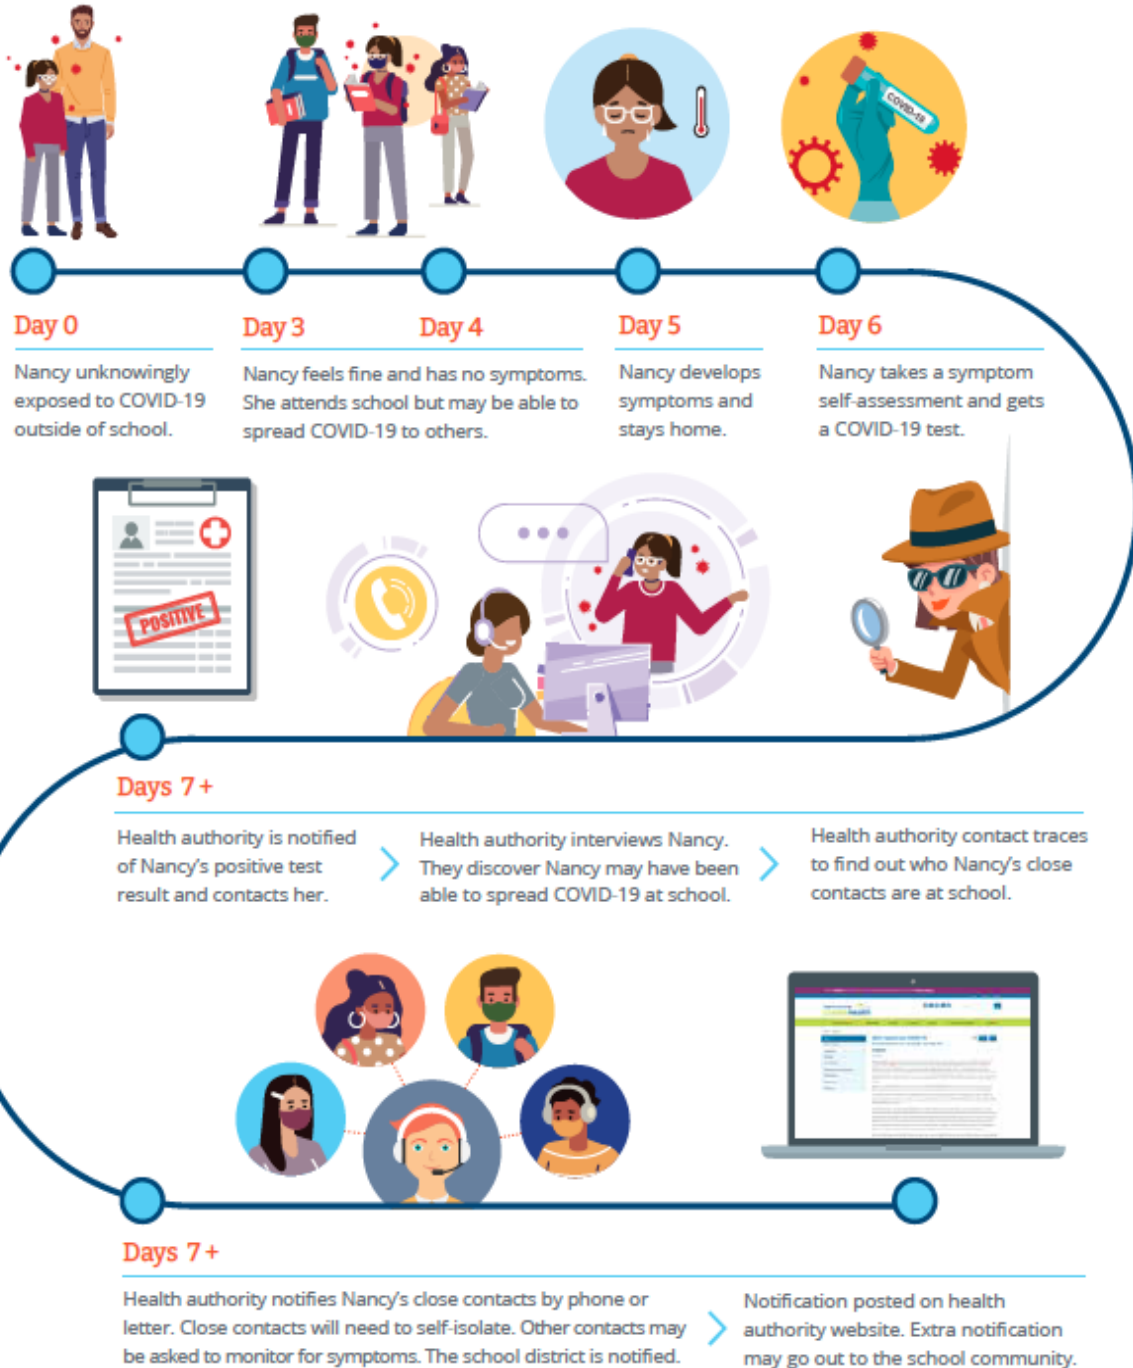 COVID-19
Day 0
Nancy unknowingly
exposed to COVID-19
outside of school.
Day 3
Day 4
Nancy feels fine and has no symptoms.
She attends school but may be able to
spread COVID-19 to others.
Day 5
Nancy develops
symptoms and
stays home.
Day 6
Nancy takes a symptom
self-assessment and gets
a COVID-19 test.
POSITIVE
Days 7+
Health authority is notified
of Nancy's positive test
result and contacts her.
Health authority interviews Nancy.
They discover Nancy may have been
able to spread COVID-19 at school.
Health authority contact traces
to find out who Nancy's close
contacts are at school.
Days 7+
Health authority notifies Nancy's close contacts by phone or
letter. Close contacts will need to self-isolate. Other contacts may
be asked to monitor for symptoms. The school district is notified.
Notification posted on health
authority website. Extra notification
may go out to the school community.